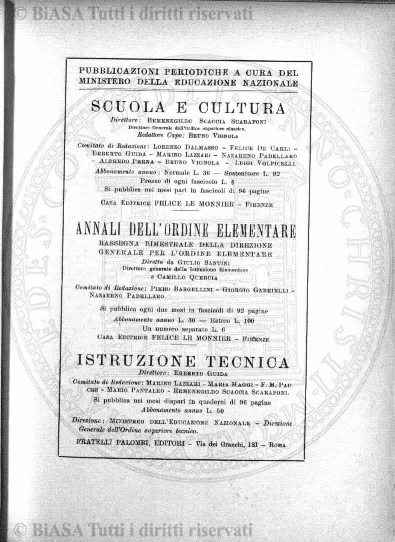 © BiASA Tutti i diritti riservati
PUBBLICAZIONI PERIODICHE A CURA DEL
MINISTERO DELLA EDUCAZIONE NAZIONALE
SCUOLA E CULTURA
Direttore: Hermenegildo Scaccia Scarafoni
Direttore Generale dell'Ordine superiore classico.
Redattore Capo: Bruno Vignola
Comitato di Redazione: Lorenzo Dalmasso – Felice De Carli –
Erberto Guida – Marino Lazzari – Nazareno Padellaro
– Alfredo Perna – Bruno Vignola – Luigi Volpicelli
Abbonamento annuo: Normale L. 36 — Sostenitore L. 92
Prezzo di ogni fascicolo L. 6
Si pubblica nei mesi pari in fascicoli di 96 pagine
Casa Editrice FELICE LE MONNIER – Firenze
ANNALI DELL'ORDINE ELEMENTARE
RASSEGNA BIMESTRALE DELLA DIREZIONE
GENERALE PER L'ORDINE ELEMENTARE
Diretta da Giulio Santini
Direttore generale della Istruzione Elementare
e Camillo Quercia
Comitato di Redazione: Piero Bargellini – Giorgio Gabrielli –
Nazareno Padellaro.
Si pubblica ogni due mesi in fascicoli di 92 pagine
Abbonamento annuo L. 30 — Estero L. 100
Un numero separato L. 6
Casa Editrice FELICE LE MONNIER – Firenze
ISTRUZIONE TECNICA
Direttore: Erberto Guida
Comitato di Redazione: Marino Lazzari – Maria Maggi – F. M. Pac-
ces – Mario Pantaleo – Hermenegildo Scaccia Scarafoni.
Si pubblica nei mesi dispari in quaderni di 96 pagine
Abbonamento annuo L. 50
Direzione: Ministero dell'Educazione Nazionale – Direzione
Generale dell'Ordine superiore tecnico.
FRATELLI PALOMBI, EDITORI – Via dei Gracchi, 181 – Roma
© BiASA Tutti i diritti riservati